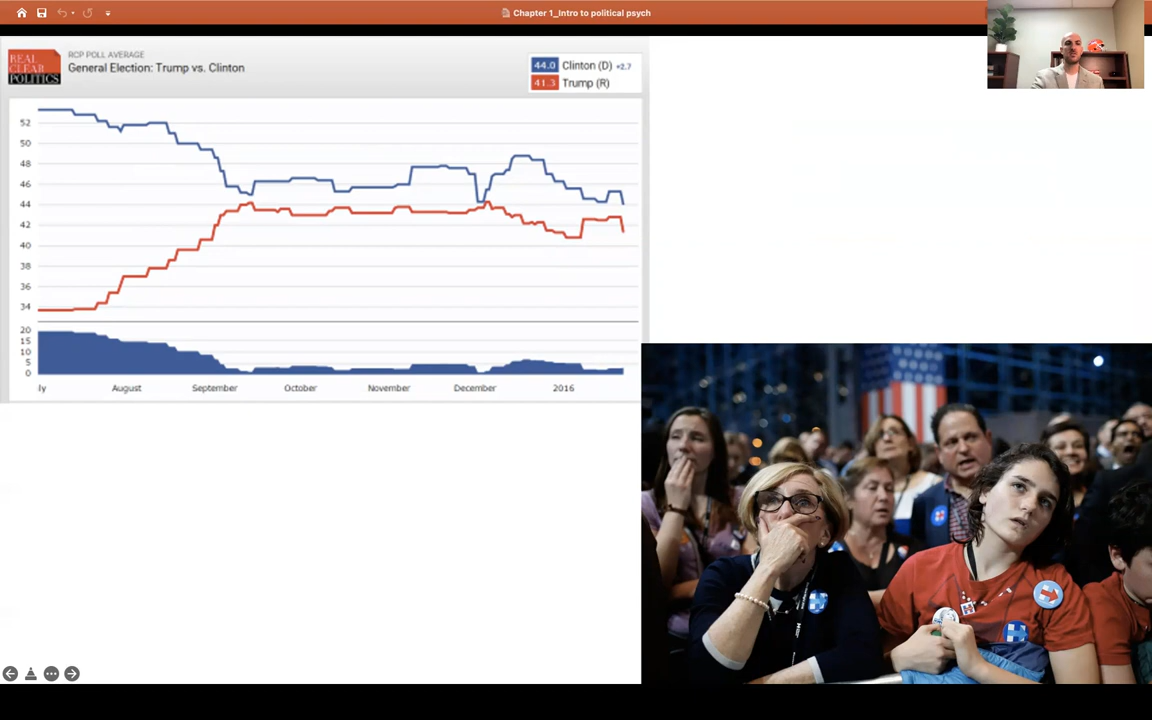 Chapter 1_Intro to political psych
REAL
CLEAR
POLITICS
RCP POLL AVERAGE
General Election: Trump vs. Clinton
44.0 Clinton (D) +2.7
41.3 Trump (R)
52
50
48
46
44
42
40
38
36
34
20
15
10
5
0
ly August September October November December 2016